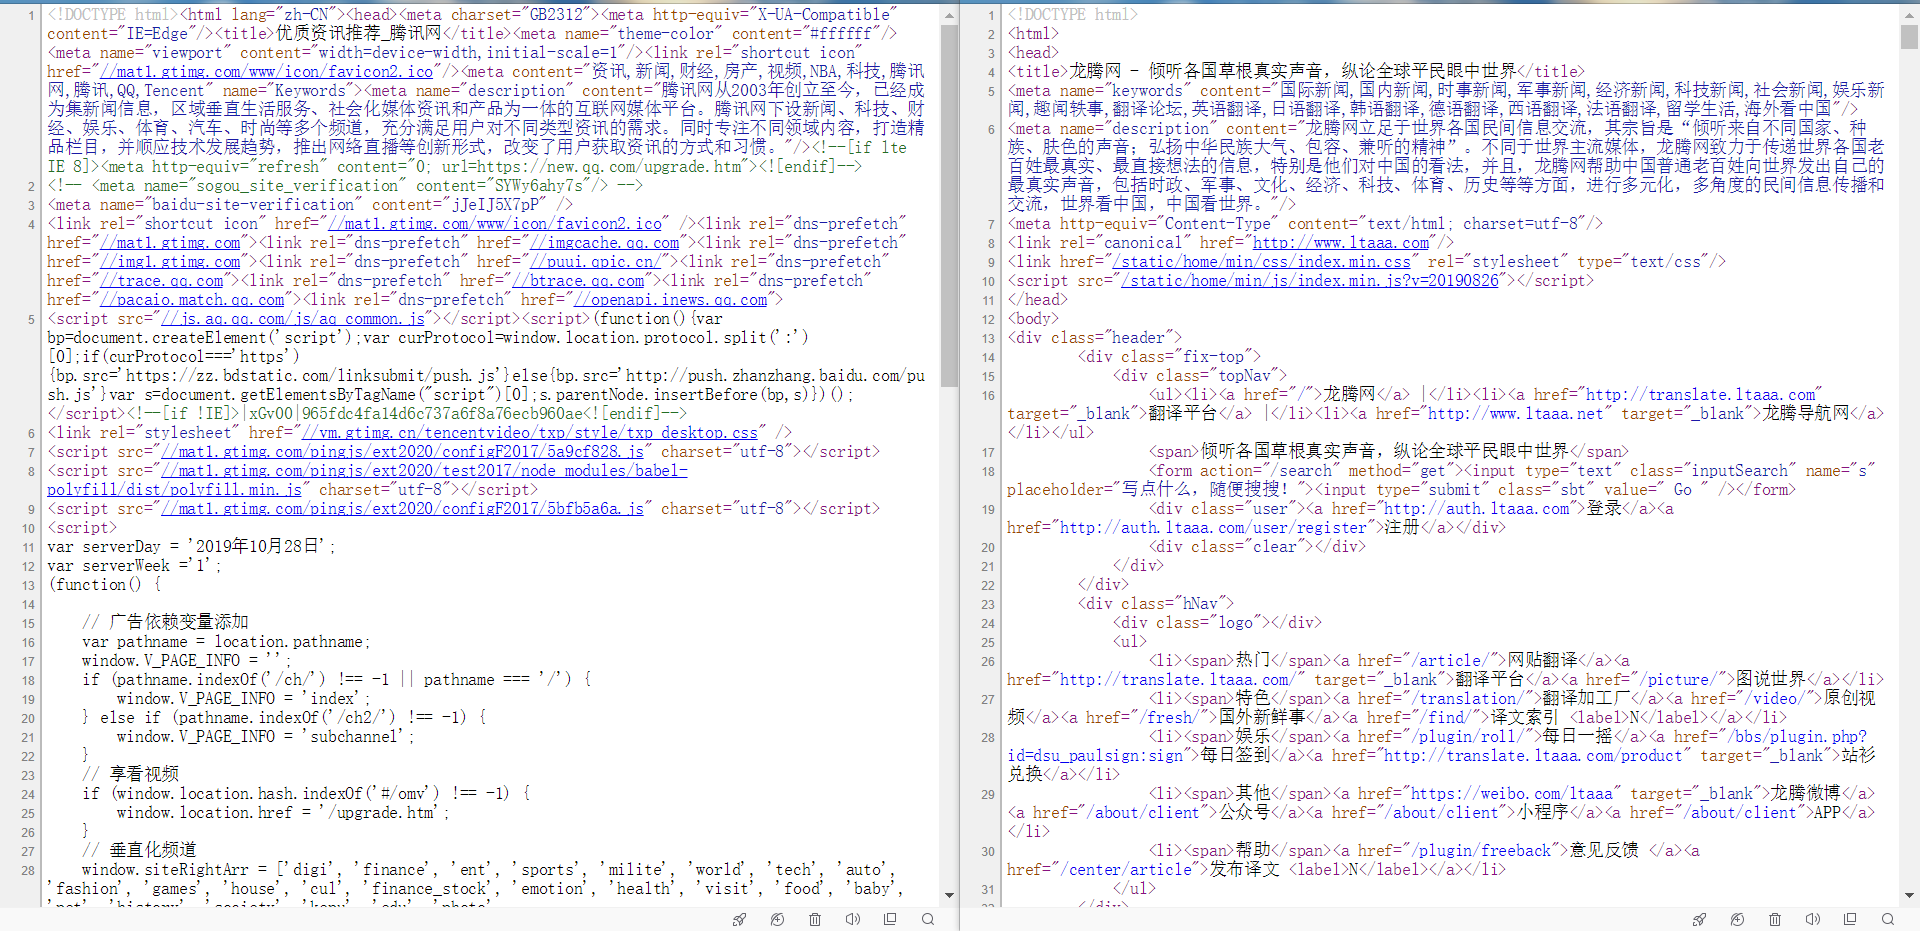 1 <!DOCTYPE html><html lang="zh-CN"><head><meta charset="GB2312"><meta http-equiv="X-UA-Compatible"
content="IE=Edge"/><title>优质资讯推荐_腾讯网</title><meta name="theme-color" content="#ffffff"/>
<meta name="viewport" content="width=device-width,initial-scale=1"/><link rel="shortcut icon"
href="//mat1.gtimg.com/www/icon/favicon2.ico"/><meta content="资讯,新闻,财经,房产,视频,NBA,科技,腾讯
网,腾讯,QQ,Tencent" name="Keywords"><meta name="description" content="腾讯网从2003年创立至今，已经成
为集新闻信息，区域垂直生活服务、社会化媒体资讯和产品为一体的互联网媒体平台。腾讯网下设新闻、科技、财
经、娱乐、体育、汽车、时尚等多个频道，充分满足用户对不同类型资讯的需求。同时专注不同领域内容，打造精
品栏目，并顺应技术发展趋势，推出网络直播等创新形式，改变了用户获取资讯的方式和习惯。"/><!--[if lte
IE 8]><meta http-equiv="refresh" content="0; url=https://new.qq.com/upgrade.htm"><![endif]-->
2 <!-- <meta name="sogou_site_verification" content="SYWy6ahy7s"/> -->
3 <meta name="baidu-site-verification" content="jJeIJ5X7pP" />
4 <link rel="shortcut icon" href="//mat1.gtimg.com/www/icon/favicon2.ico" /><link rel="dns-prefetch"
href="//mat1.gtimg.com"><link rel="dns-prefetch" href="//imgcache.qq.com"><link rel="dns-prefetch"
href="//img1.gtimg.com"><link rel="dns-prefetch" href="//puui.qpic.cn/"><link rel="dns-prefetch"
href="//trace.qq.com"><link rel="dns-prefetch" href="//btrace.qq.com"><link rel="dns-prefetch"
href="//pacaio.match.qq.com"><link rel="dns-prefetch" href="//openapi.inews.qq.com">
5 <script src="//js.aq.qq.com/js/aq_common.js"></script><script>(function(){var
bp=document.createElement('script');var curProtocol=window.location.protocol.split(':')
[0];if(curProtocol==='https')
{bp.src='https://zz.bdstatic.com/linksubmit/push.js'}else{bp.src='http://push.zhanzhang.baidu.com/pu
sh.js'}var s=document.getElementsByTagName("script")[0];s.parentNode.insertBefore(bp,s)})();
</script><!--[if !IE]>|xGv00|965fdc4fa14d6c737a6f8a76ecb960ae<![endif]-->
6 <link rel="stylesheet" href="//vm.gtimg.cn/tencentvideo/txp/style/txp_desktop.css" />
7 <script src="//mat1.gtimg.com/pingjs/ext2020/configF2017/5a9cf828.js" charset="utf-8"></script>
8 <script src="//mat1.gtimg.com/pingjs/ext2020/test2017/node_modules/babel-
polyfill/dist/polyfill.min.js" charset="utf-8"></script>
9 <script src="//mat1.gtimg.com/pingjs/ext2020/configF2017/5bfb5a6a.js" charset="utf-8"></script>
10 <script>
11 var serverDay = '2019年10月28日';
12 var serverWeek ='1';
13 (function() {
14
15 // 广告依赖变量添加
16 var pathname = location.pathname;
17 window.V_PAGE_INFO = '';
18 if (pathname.indexOf('/ch/') !== -1 || pathname === '/') {
19 window.V_PAGE_INFO = 'index';
20 } else if (pathname.indexOf('/ch2/') !== -1) {
21 window.V_PAGE_INFO = 'subchannel';
22 }
23 // 享看视频
24 if (window.location.hash.indexOf('#/omv') !== -1) {
25 window.location.href = '/upgrade.htm';
26 }
27 // 垂直化频道
28 window.siteRightArr = ['digi', 'finance', 'ent', 'sports', 'milite', 'world', 'tech', 'auto',
'fashion', 'games', 'house', 'cul', 'finance_stock', 'emotion', 'health', 'visit', 'food', 'baby',
1 <!DOCTYPE html>
2 <html>
3 <head>
4 <title>龙腾网 - 倾听各国草根真实声音，纵论全球平民眼中世界</title>
5 <meta name="keywords" content="国际新闻,国内新闻,时事新闻,军事新闻,经济新闻,科技新闻,社会新闻,娱乐新
闻,趣闻轶事,翻译论坛,英语翻译,日语翻译,韩语翻译,德语翻译,西语翻译,法语翻译,留学生活,海外看中国"/>
6 <meta name="description" content="龙腾网立足于世界各国民间信息交流，其宗旨是“倾听来自不同国家、种
族、肤色的声音；弘扬中华民族大气、包容、兼听的精神”。不同于世界主流媒体，龙腾网致力于传递世界各国老
百姓最真实、最直接想法的信息，特别是他们对中国的看法，并且，龙腾网帮助中国普通老百姓向世界发出自己的
最真实声音，包括时政、军事、文化、经济、科技、体育、历史等等方面，进行多元化，多角度的民间信息传播和
交流，世界看中国，中国看世界。"/>
7 <meta http-equiv="Content-Type" content="text/html; charset=utf-8"/>
8 <link rel="canonical" href="http://www.ltaaa.com"/>
9 <link href="/static/home/min/css/index.min.css" rel="stylesheet" type="text/css"/>
10 <script src="/static/home/min/js/index.min.js?v=20190826"></script>
11 </head>
12 <body>
13 <div class="header">
14 <div class="fix-top">
15 <div class="topNav">
16 <ul><li><a href="/">龙腾网</a> |</li><li><a href="http://translate.ltaaa.com"
target="_blank">翻译平台</a> |</li><li><a href="http://www.ltaaa.net" target="_blank">龙腾导航网</a>
</li></ul>
17 <span>倾听各国草根真实声音，纵论全球平民眼中世界</span>
18 <form action="/search" method="get"><input type="text" class="inputSearch" name="s"
placeholder="写点什么，随便搜搜！"><input type="submit" class="sbt" value=" Go " /></form>
19 <div class="user"><a href="http://auth.ltaaa.com">登录</a><a
href="http://auth.ltaaa.com/user/register">注册</a></div>
20 <div class="clear"></div>
21 </div>
22 </div>
23 <div class="hNav">
24 <div class="logo"></div>
25 <ul>
26 <li><span>热门</span><a href="/article/">网贴翻译</a><a
href="http://translate.ltaaa.com/" target="_blank">翻译平台</a><a href="/picture/">图说世界</a></li>
27 <li><span>特色</span><a href="/translation/">翻译加工厂</a><a href="/video/">原创视
频</a><a href="/fresh/">国外新鲜事</a><a href="/find/">译文索引 <label>N</label></a></li>
28 <li><span>娱乐</span><a href="/plugin/roll/">每日一摇</a><a href="/bbs/plugin.php?
id=dsu_paulsign:sign">每日签到</a><a href="http://translate.ltaaa.com/product" target="_blank">站衫
兑换</a></li>
29 <li><span>其他</span><a href="https://weibo.com/ltaaa" target="_blank">龙腾微博</a>
<a href="/about/client">公众号</a><a href="/about/client">小程序</a><a href="/about/client">APP</a>
</li>
30 <li><span>帮助</span><a href="/plugin/freeback">意见反馈 </a><a
href="/center/article">发布译文 <label>N</label></a></li>
31 </ul>